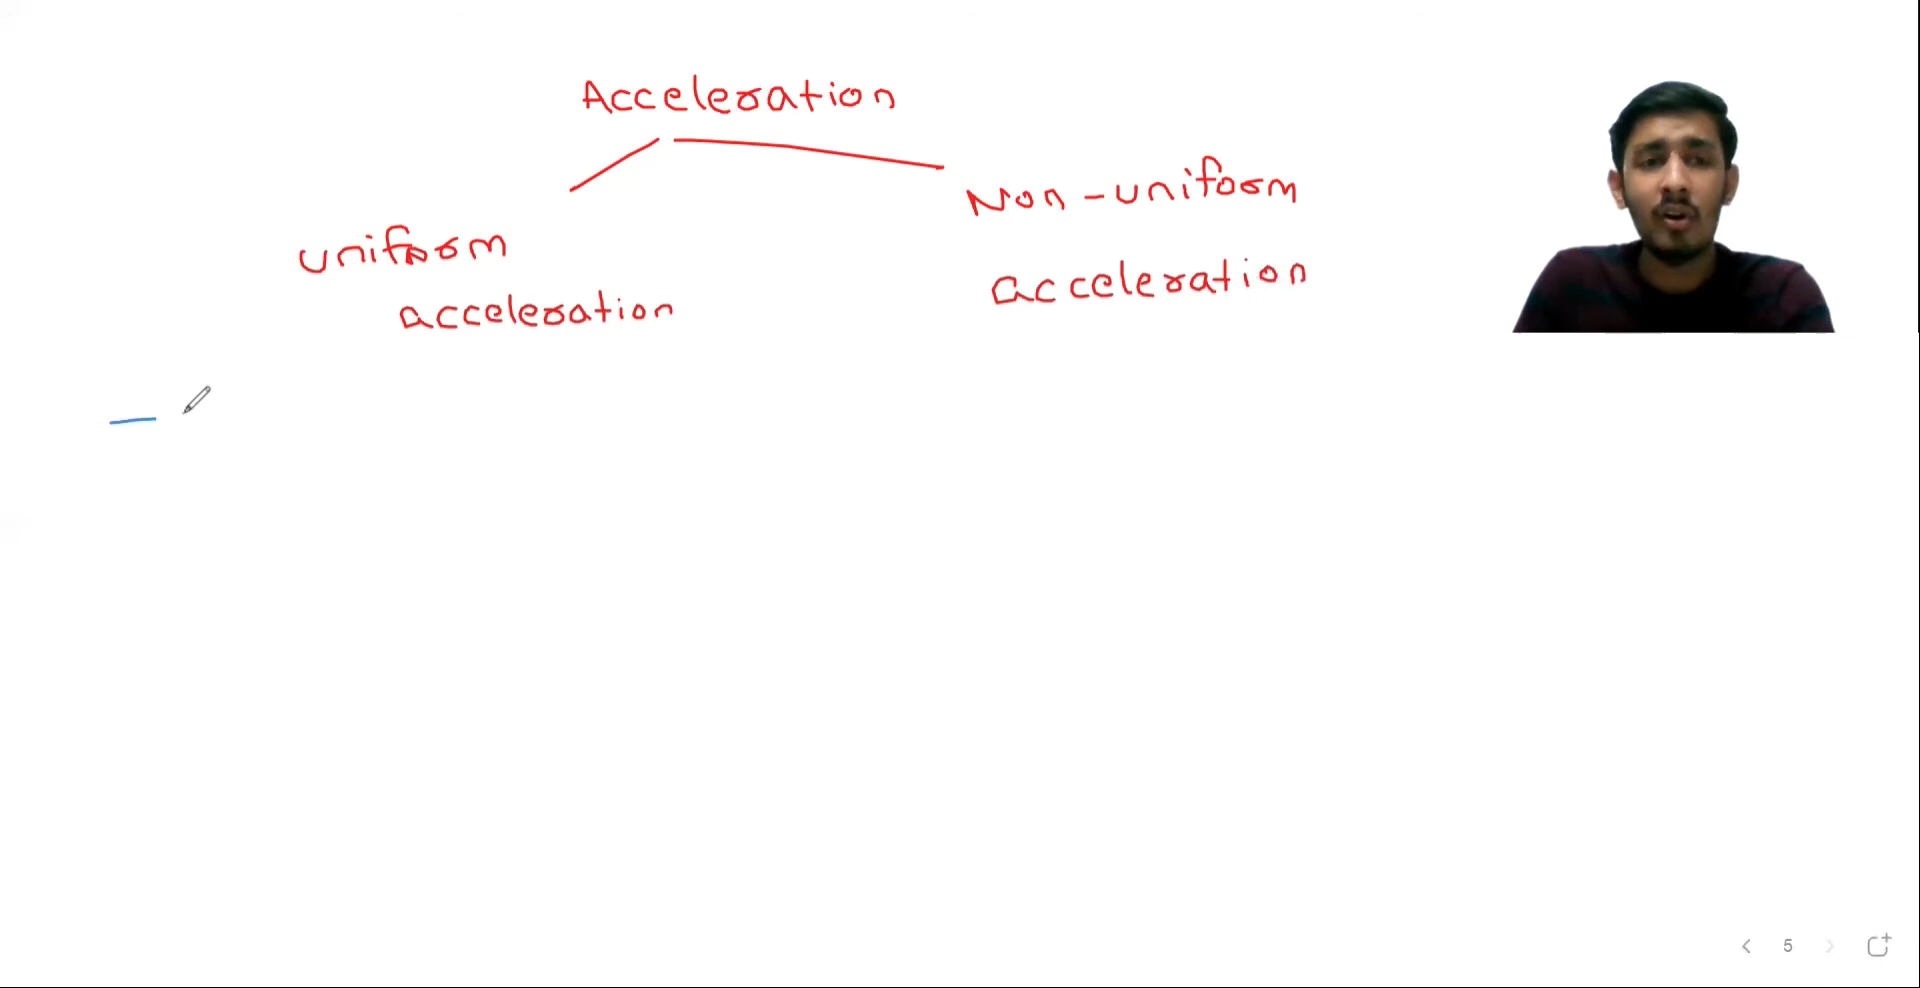 Acceleration
Non-uniform
uniform
acceleration
acceleration
5